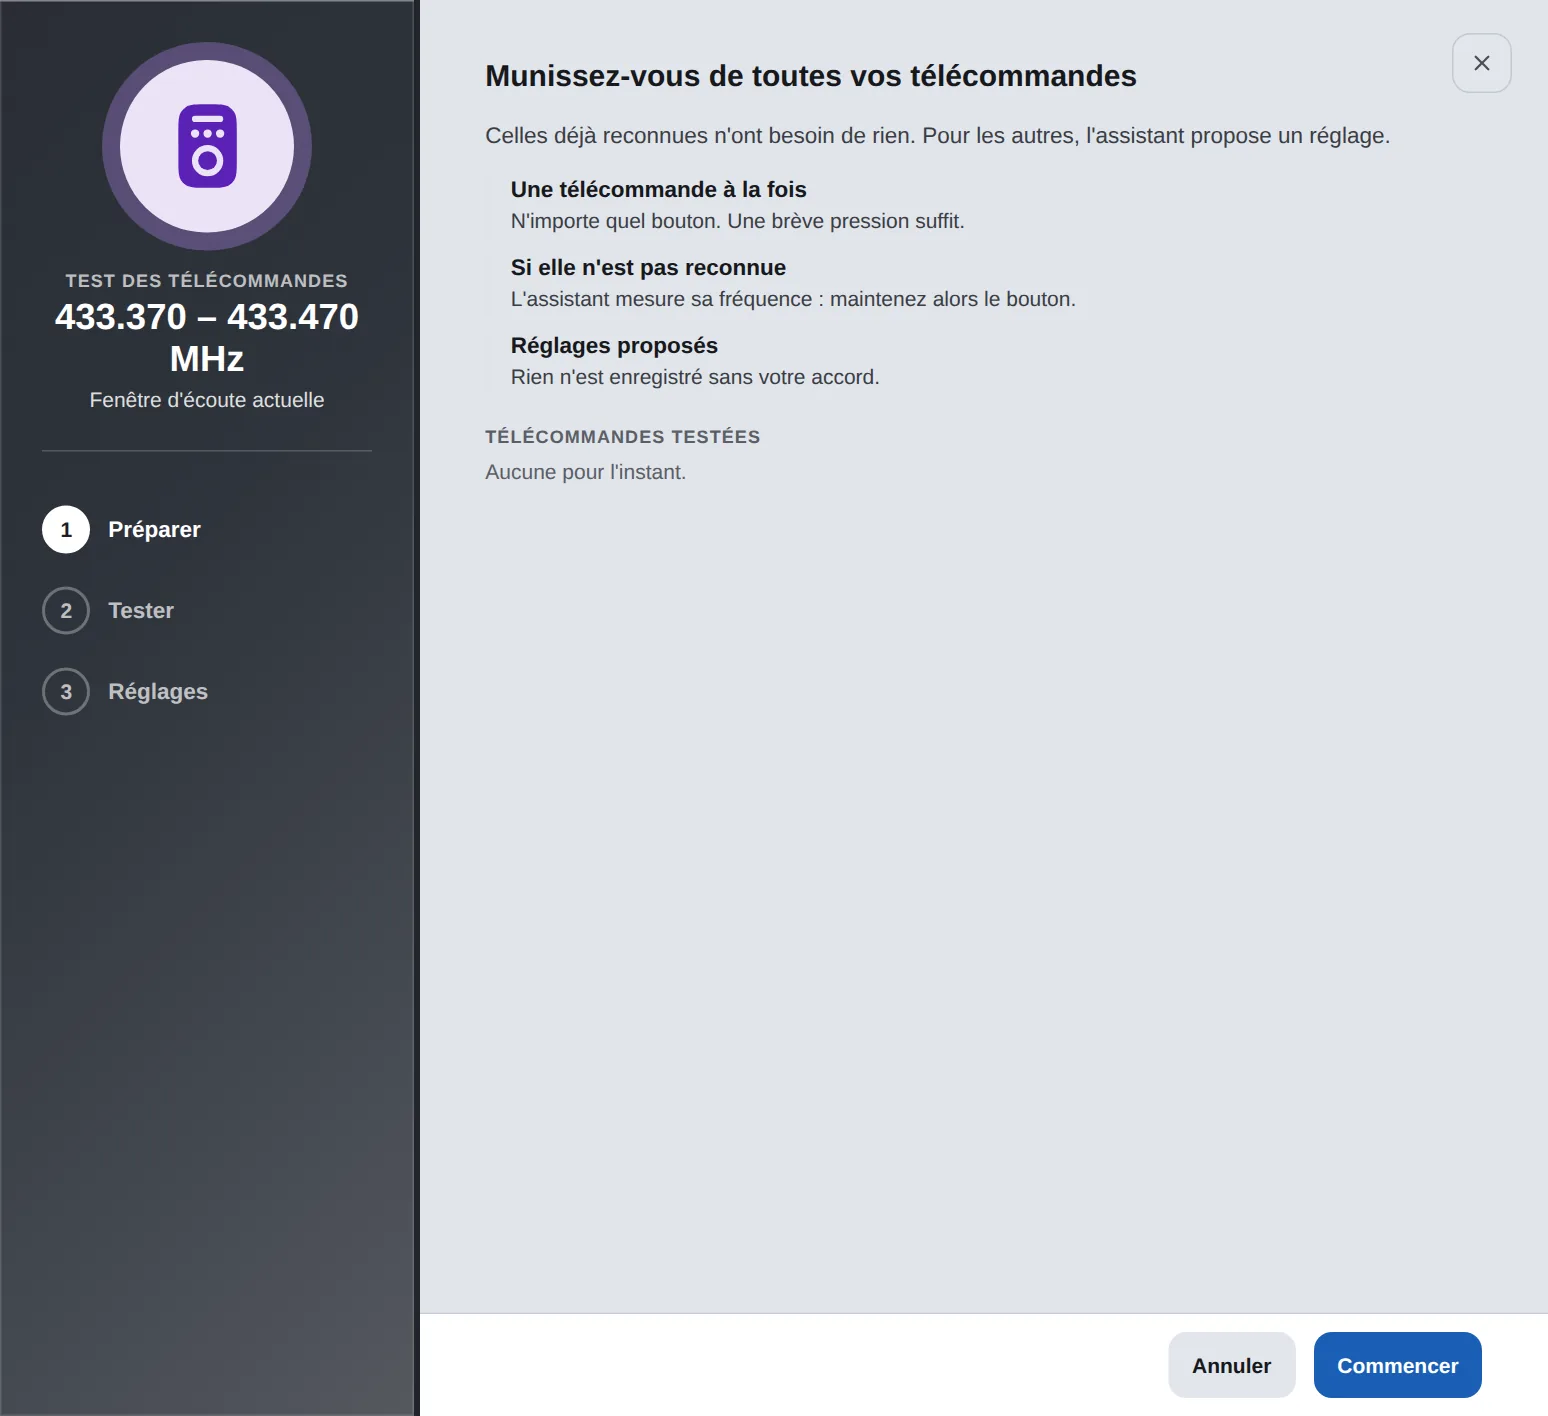 TEST DES TÉLÉCOMMANDES
433.370 – 433.470
MHz
Fenêtre d'écoute actuelle
1 Préparer
2 Tester
3 Réglages
Munissez-vous de toutes vos télécommandes
Celles déjà reconnues n'ont besoin de rien. Pour les autres, l'assistant propose un réglage.
Une télécommande à la fois
N'importe quel bouton. Une brève pression suffit.
Si elle n'est pas reconnue
L'assistant mesure sa fréquence : maintenez alors le bouton.
Réglages proposés
Rien n'est enregistré sans votre accord.
TÉLÉCOMMANDES TESTÉES
Aucune pour l'instant.
Annuler
Commencer